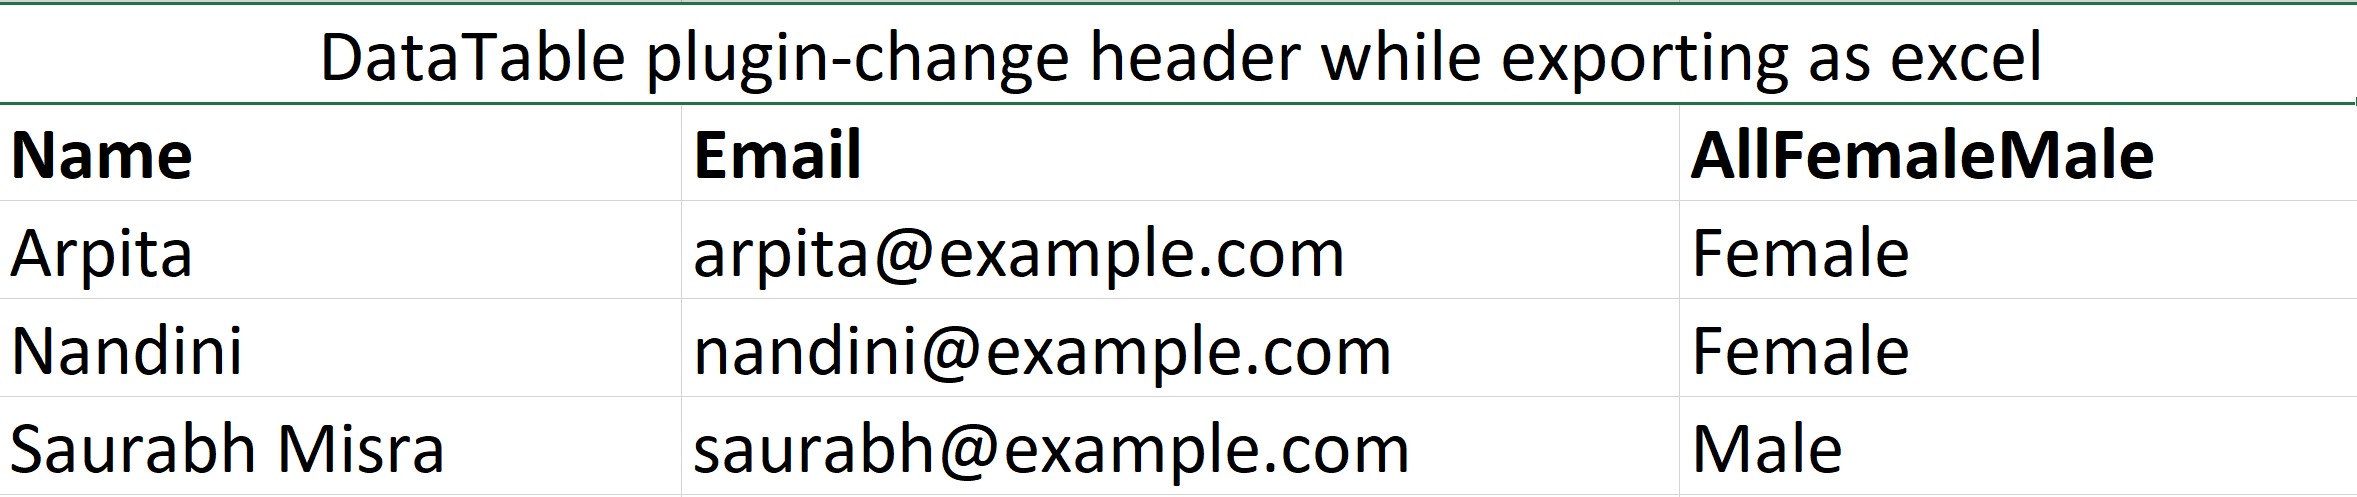 DataTable plugin-change header while exporting as excel
Name Email AllFemaleMale
Arpita arpita@example.com Female
Nandini nandini@example.com Female
Saurabh Misra saurabh@example.com Male